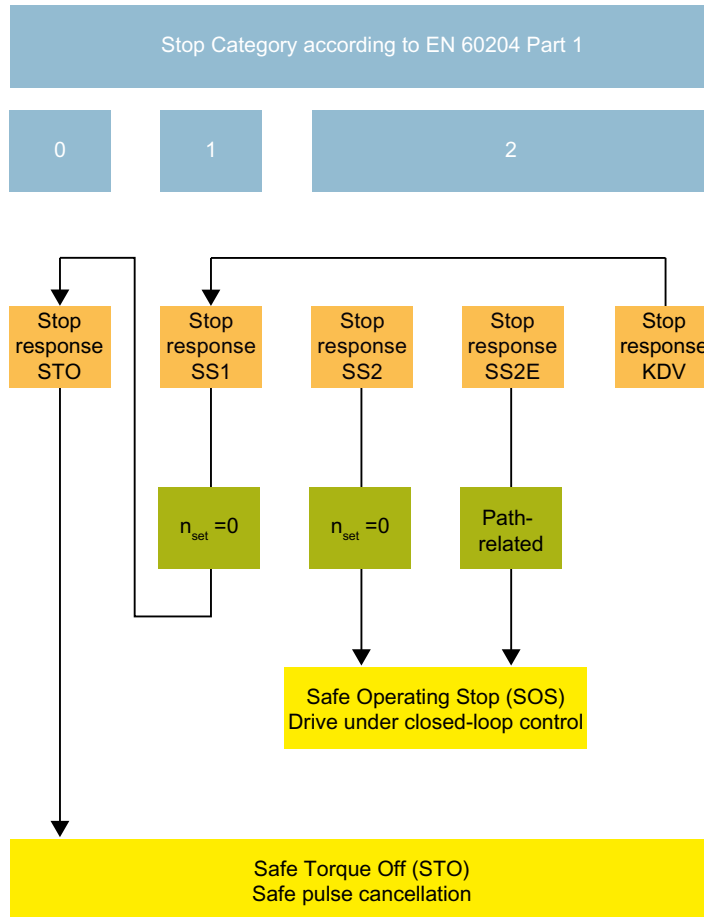 Stop Category according to EN 60204 Part 1
0
1
2
Stop
response
STO
Stop
response
SS1
Stop
response
SS2
Stop
response
SS2E
Stop
response
KDV
n_set =0
n_set =0
Path-
related
Safe Operating Stop (SOS)
Drive under closed-loop control
Safe Torque Off (STO)
Safe pulse cancellation